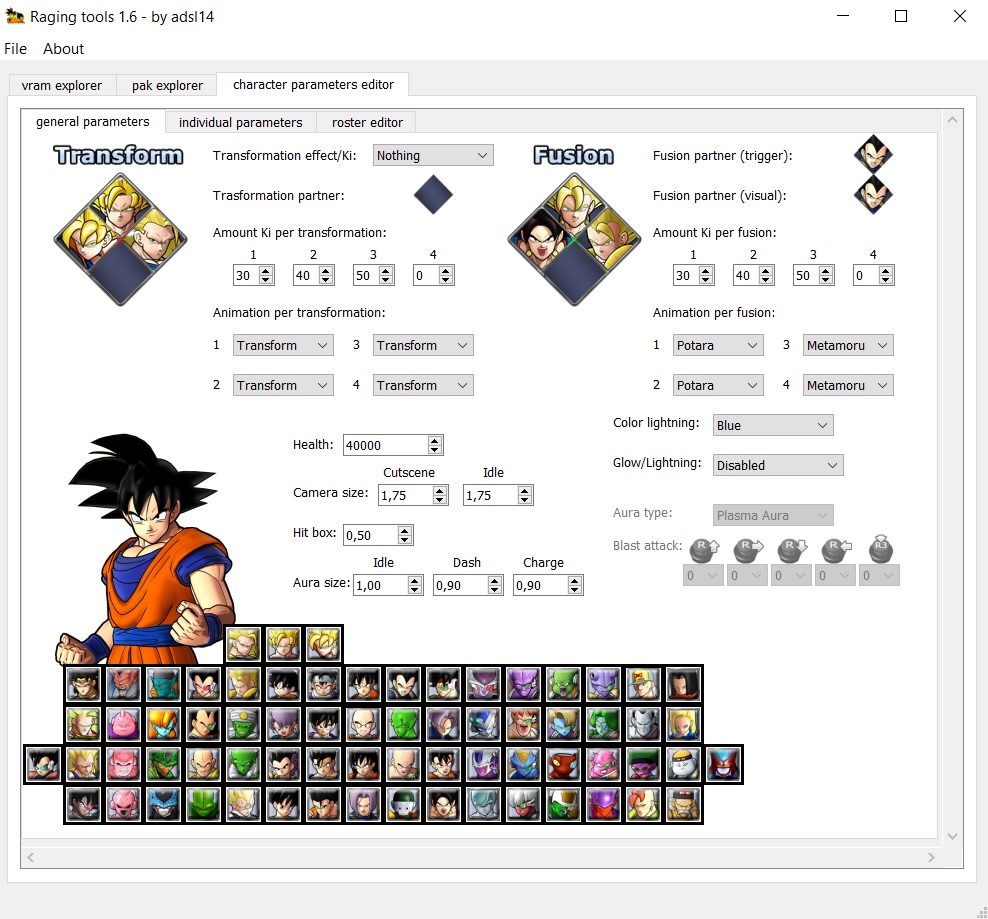 Raging tools 1.6 - by adsl14
File About
vram explorer pak explorer character parameters editor
general parameters individual parameters roster editor
Transform Transformation effect/Ki: Nothing Fusion Fusion partner (trigger):
Trasformation partner: Fusion partner (visual):
Amount Ki per transformation: Amount Ki per fusion:
1 2 3 4 1 2 3 4
30 40 50 0 30 40 50 0
Animation per transformation: Animation per fusion:
1 Transform 3 Transform 1 Potara 3 Metamoru
2 Transform 4 Transform 2 Potara 4 Metamoru
Color lightning: Blue
Health: 40000
Glow/Lightning: Disabled
Cutscene Idle
Camera size: 1,75 1,75
Aura type: Plasma Aura
Hit box: 0,50
Blast attack: R R R R R3
Idle Dash Charge
0 0 0 0 0
Aura size: 1,00 0,90 0,90